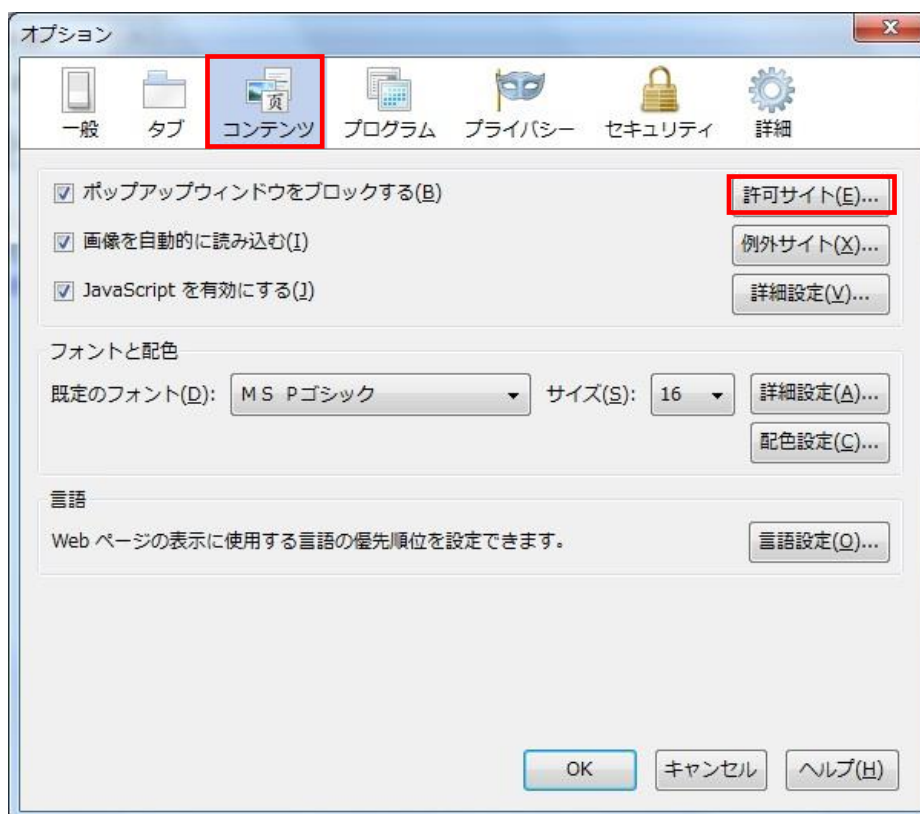 オプション
一般 タブ コンテンツ プログラム プライバシー セキュリティ 詳細
ポップアップウィンドウをブロックする(B) 許可サイト(E)...
画像を自動的に読み込む(I) 例外サイト(X)...
JavaScript を有効にする(J) 詳細設定(V)...
フォントと配色
既定のフォント(D): ＭＳ Ｐゴシック サイズ(S): 16 詳細設定(A)...
配色設定(C)...
言語
Web ページの表示に使用する言語の優先順位を設定できます。 言語設定(O)...
OK キャンセル ヘルプ(H)